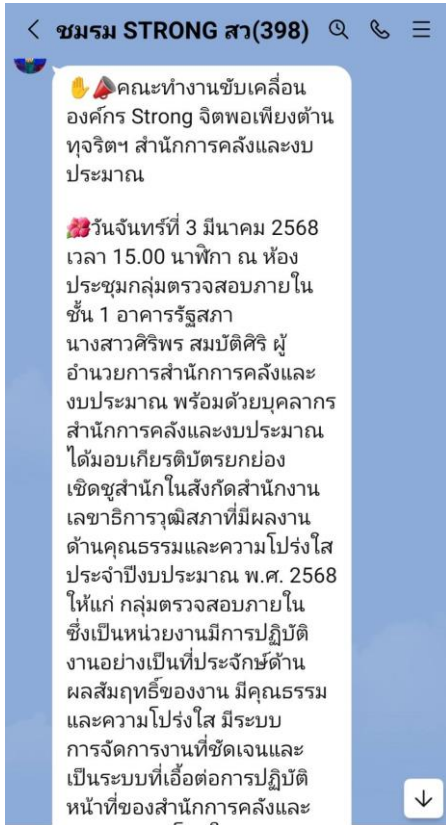 ชมรม STRONG สว(398)
✋📣คณะทำงานขับเคลื่อน
องค์กร Strong จิตพอเพียงต้าน
ทุจริตฯ สำนักการคลังและงบ
ประมาณ
🌺วันจันทร์ที่ 3 มีนาคม 2568
เวลา 15.00 นาฬิกา ณ ห้อง
ประชุมกลุ่มตรวจสอบภายใน
ชั้น 1 อาคารรัฐสภา
นางสาวศิริพร สมบัติศิริ ผู้
อำนวยการสำนักการคลังและ
งบประมาณ พร้อมด้วยบุคลากร
สำนักการคลังและงบประมาณ
ได้มอบเกียรติบัตรยกย่อง
เชิดชูสำนักในสังกัดสำนักงาน
เลขาธิการวุฒิสภาที่มีผลงาน
ด้านคุณธรรมและความโปร่งใส
ประจำปีงบประมาณ พ.ศ. 2568
ให้แก่ กลุ่มตรวจสอบภายใน
ซึ่งเป็นหน่วยงานมีการปฏิบัติ
งานอย่างเป็นที่ประจักษ์ด้าน
ผลสัมฤทธิ์ของงาน มีคุณธรรม
และความโปร่งใส มีระบบ
การจัดการงานที่ชัดเจนและ
เป็นระบบที่เอื้อต่อการปฏิบัติ
หน้าที่ของสำนักการคลังและ